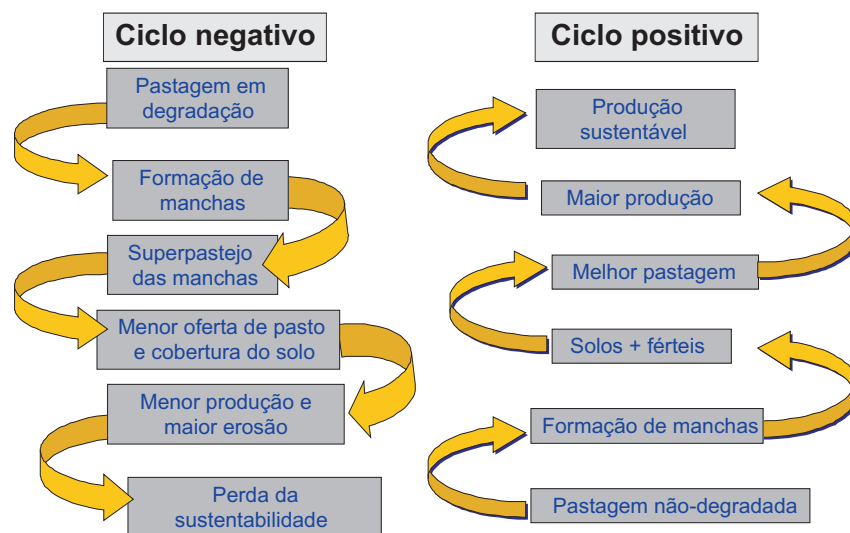 Ciclo negativo
Pastagem em
degradação
Formação de
manchas
Superpastejo
das manchas
Menor oferta de pasto
e cobertura do solo
Menor produção e
maior erosão
Perda da
sustentabilidade
Ciclo positivo
Produção
sustentável
Maior produção
Melhor pastagem
Solos + férteis
Formação de manchas
Pastagem não-degradada